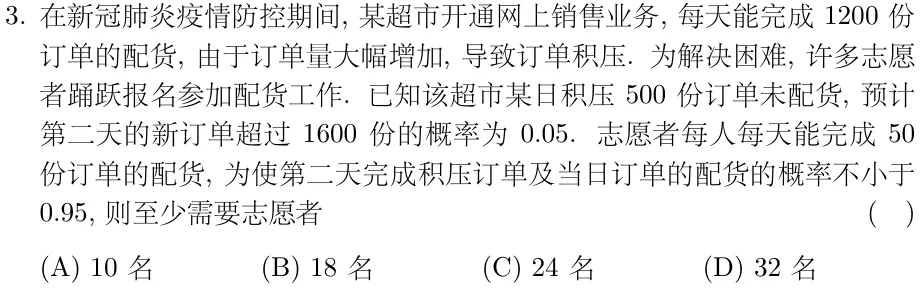 3. 在新冠肺炎疫情防控期间, 某超市开通网上销售业务, 每天能完成 1200 份
订单的配货, 由于订单量大幅增加, 导致订单积压. 为解决困难, 许多志愿
者踊跃报名参加配货工作. 已知该超市某日积压 500 份订单未配货, 预计
第二天的新订单超过 1600 份的概率为 0.05. 志愿者每人每天能完成 50
份订单的配货, 为使第二天完成积压订单及当日订单的配货的概率不小于
0.95, 则至少需要志愿者 ( )
(A) 10 名 (B) 18 名 (C) 24 名 (D) 32 名